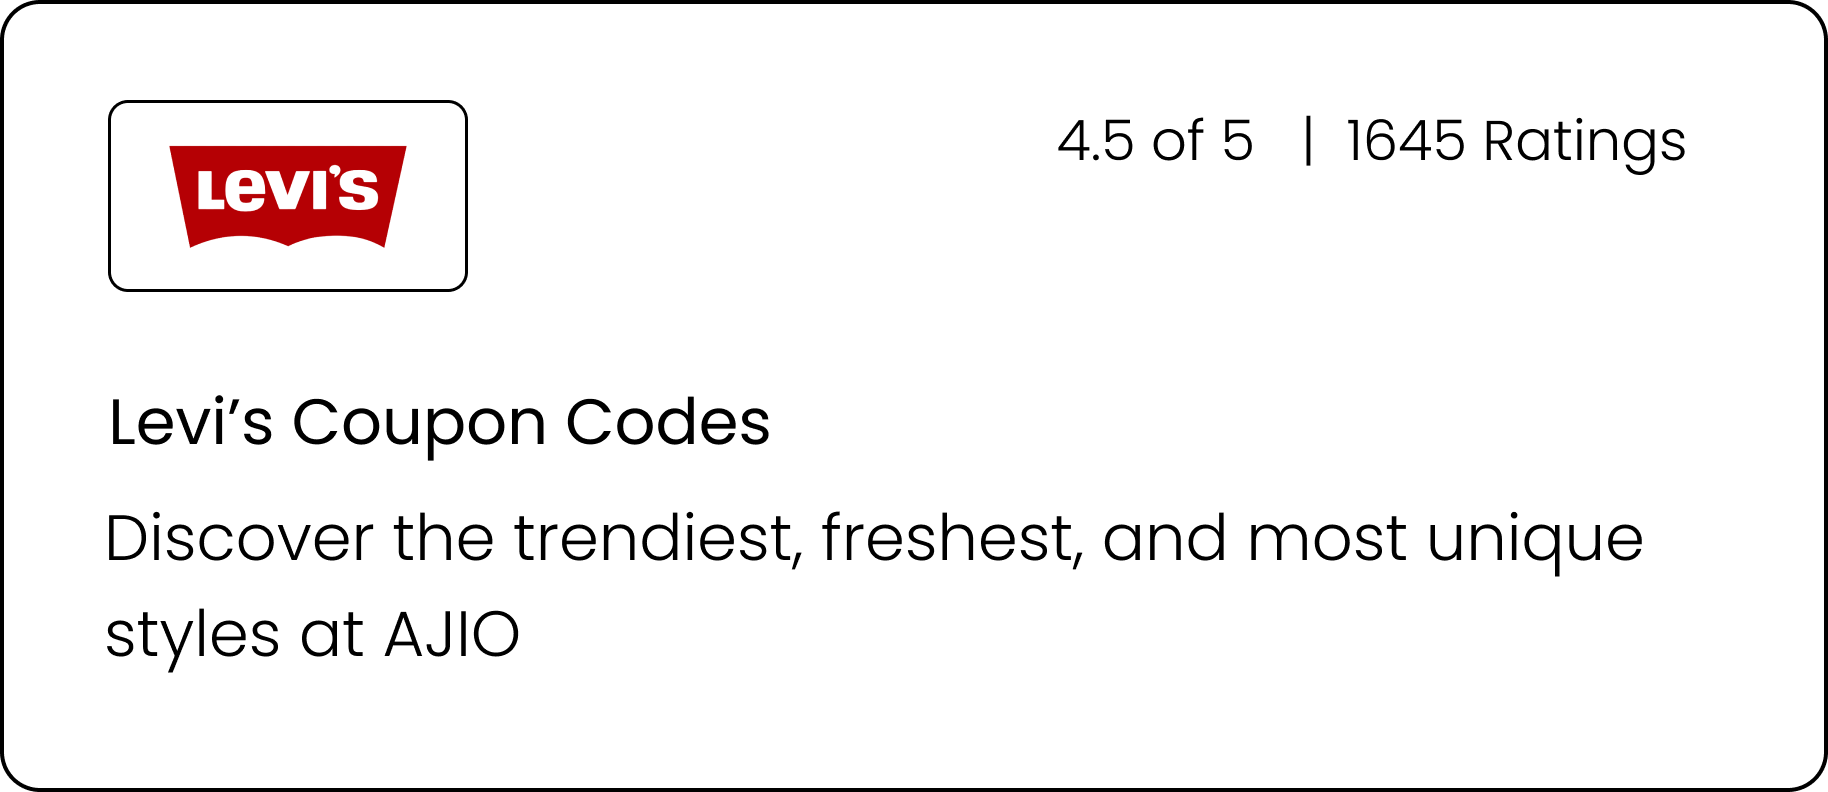 LEVI'S
4.5 of 5 | 1645 Ratings
Levi’s Coupon Codes
Discover the trendiest, freshest, and most unique
styles at AJIO